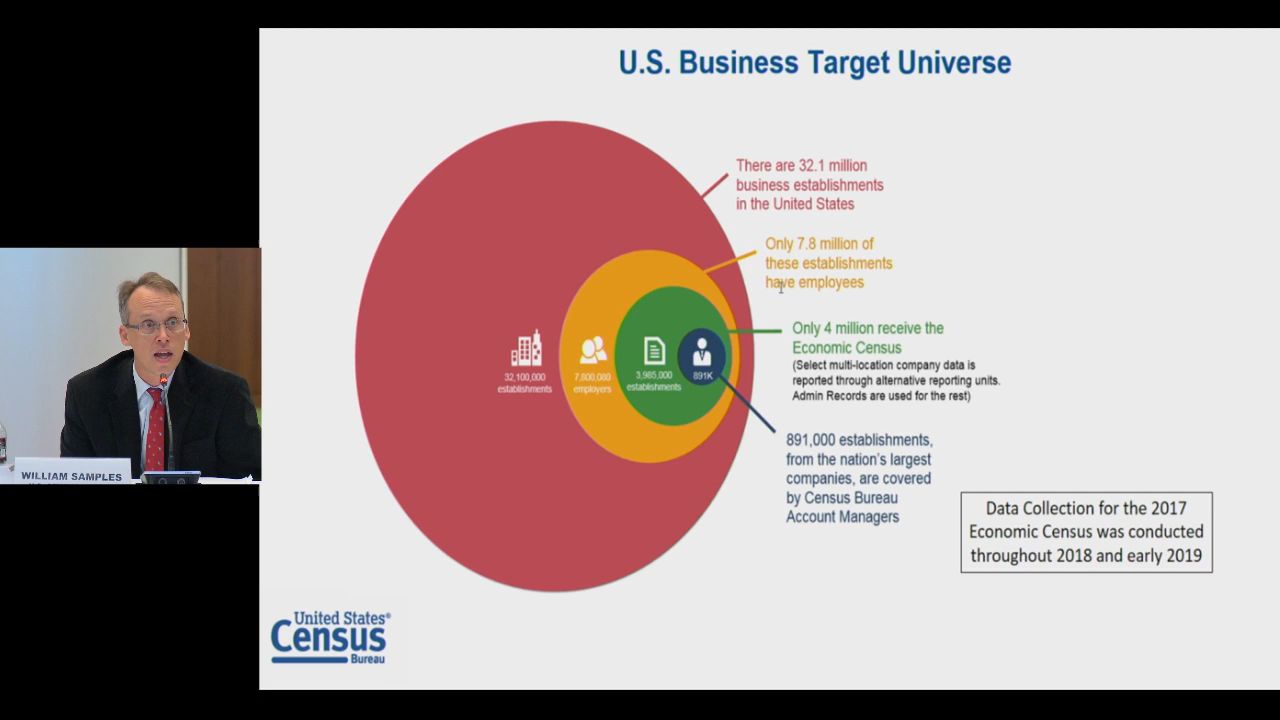 U.S. Business Target Universe
There are 32.1 million
business establishments
in the United States
Only 7.8 million of
these establishments
have employees
Only 4 million receive the
Economic Census
(Select multi-location company data is
reported through alternative reporting units.
Admin Records are used for the rest)
32,100,000
establishments
7,800,080
employers
3,985,000
establishments
891K
891,000 establishments,
from the nation's largest
companies, are covered
by Census Bureau
Account Managers
Data Collection for the 2017
Economic Census was conducted
throughout 2018 and early 2019
WILLIAM SAMPLES
United States®
Census
Bureau